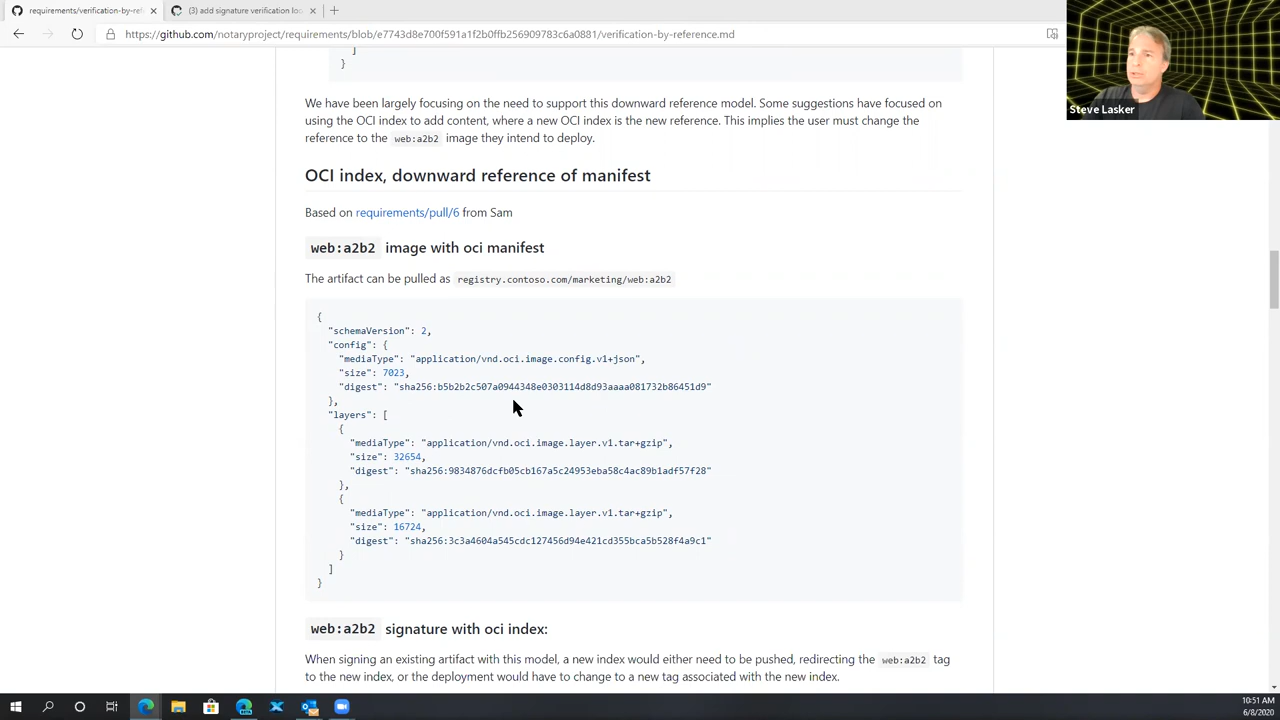 requirements/verification-by-ref
(3) add signature verification loo
https://github.com/notaryproject/requirements/blob/e7743d8e700f591a1f2b0ffb256909783c6a0881/verification-by-reference.md
Steve Lasker
]
}
We have been largely focusing on the need to support this downward reference model. Some suggestions have focused on
using the OCI Index to add content, where a new OCI index is the new reference. This implies the user must change the
reference to the web:a2b2 image they intend to deploy.
OCI index, downward reference of manifest
Based on requirements/pull/6 from Sam
web:a2b2 image with oci manifest
The artifact can be pulled as registry.contoso.com/marketing/web:a2b2
{
"schemaVersion": 2,
"config": {
"mediaType": "application/vnd.oci.image.config.v1+json",
"size": 7023,
"digest": "sha256:b5b2b2c507a0944348e0303114d8d93aaaa081732b86451d9"
},
"layers": [
{
"mediaType": "application/vnd.oci.image.layer.v1.tar+gzip",
"size": 32654,
"digest": "sha256:9834876dcfb05cb167a5c24953eba58c4ac89b1adf57f28"
},
{
"mediaType": "application/vnd.oci.image.layer.v1.tar+gzip",
"size": 16724,
"digest": "sha256:3c3a4604a545cdc127456d94e421cd355bca5b528f4a9c1"
}
]
}
web:a2b2 signature with oci index:
When signing an existing artifact with this model, a new index would either need to be pushed, redirecting the web:a2b2 tag
to the new index, or the deployment would have to change to a new tag associated with the new index.
10:51 AM
6/8/2020